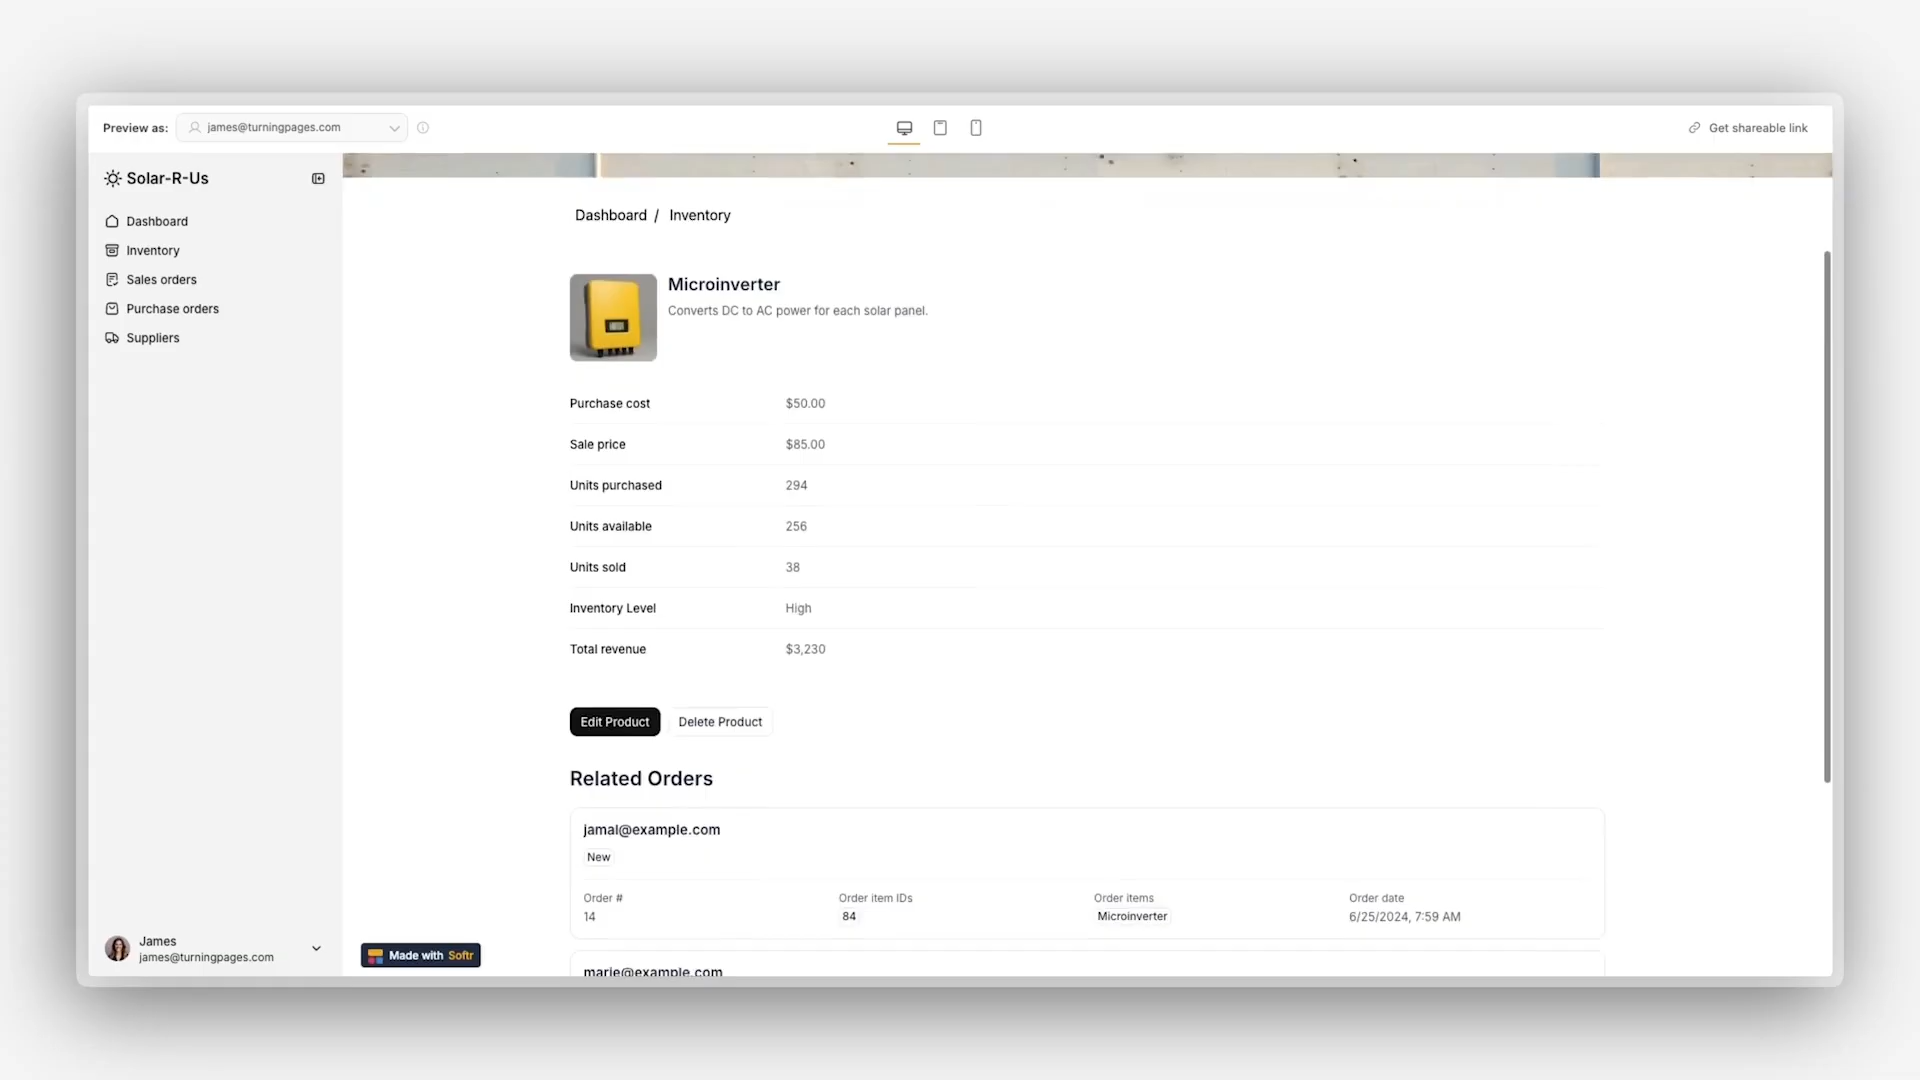 Preview as: james@turningpages.com
Get shareable link
Solar-R-Us
Dashboard
Inventory
Sales orders
Purchase orders
Suppliers
Dashboard / Inventory
Microinverter
Converts DC to AC power for each solar panel.
Purchase cost $50.00
Sale price $85.00
Units purchased 294
Units available 256
Units sold 38
Inventory Level High
Total revenue $3,230
Edit Product Delete Product
Related Orders
jamal@example.com
New
Order # Order item IDs Order items Order date
14 84 Microinverter 6/25/2024, 7:59 AM
marie@example.com
James
james@turningpages.com
Made with Softr